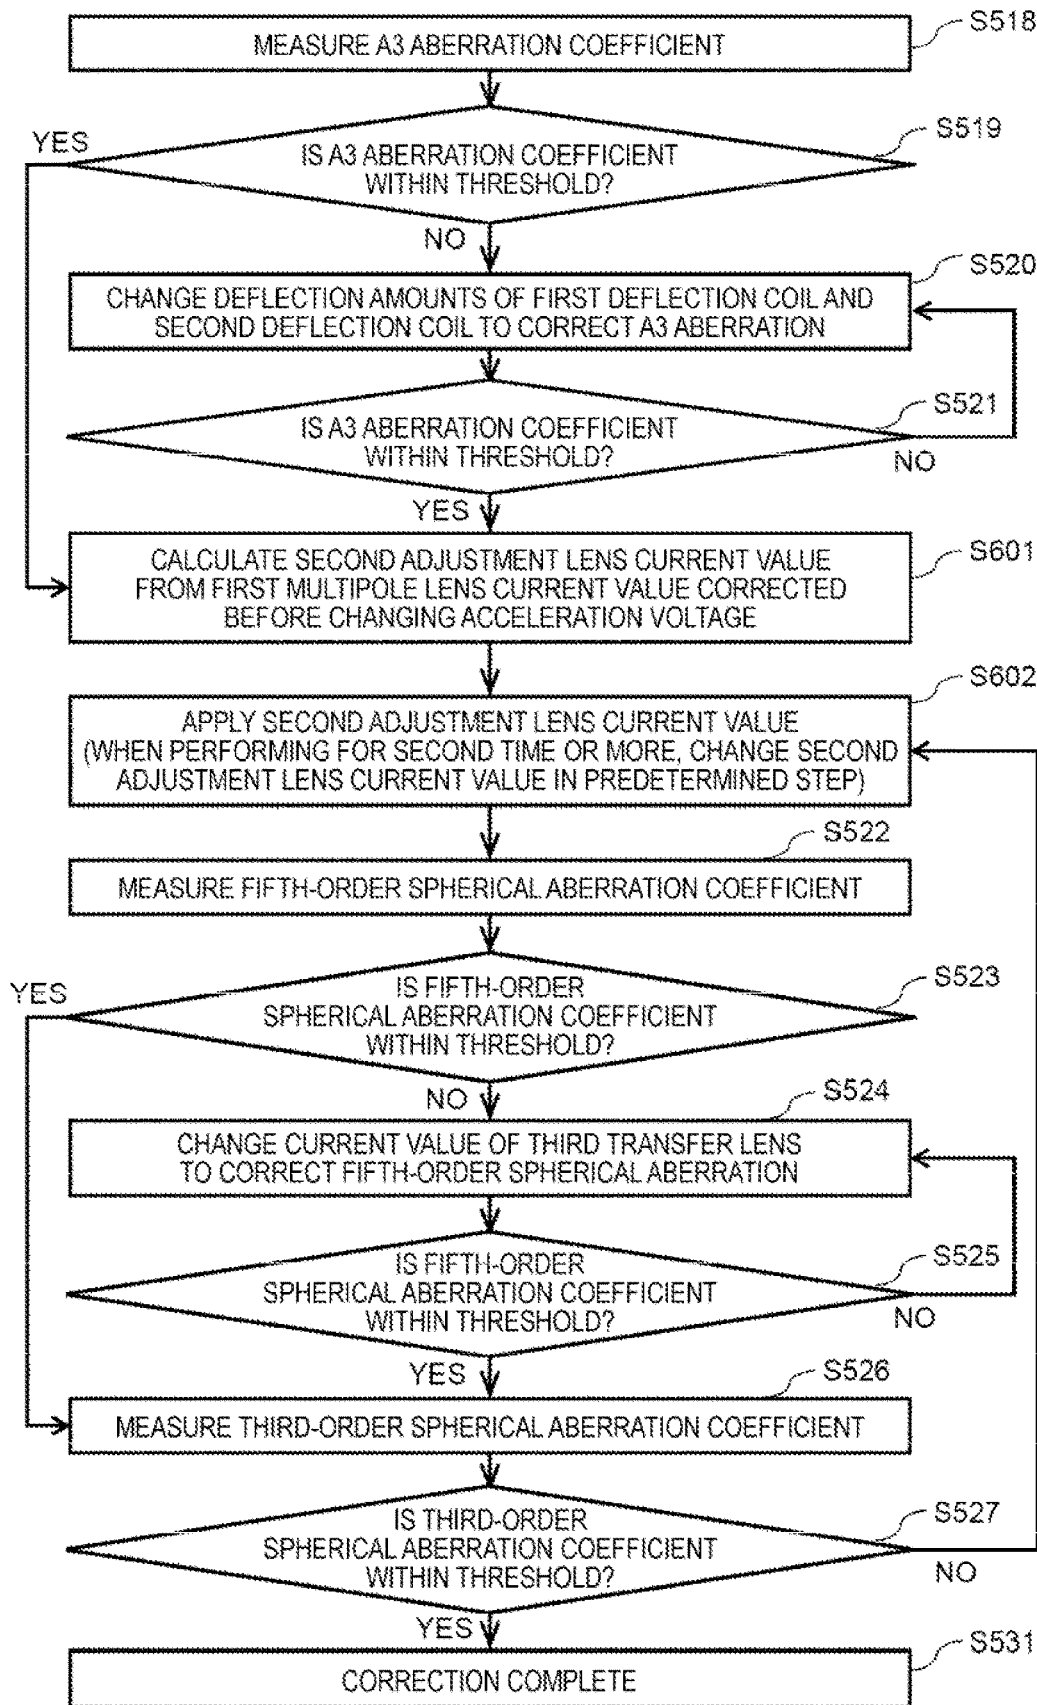 S518
MEASURE A3 ABERRATION COEFFICIENT
YES
S519
IS A3 ABERRATION COEFFICIENT
WITHIN THRESHOLD?
NO
S520
CHANGE DEFLECTION AMOUNTS OF FIRST DEFLECTION COIL AND
SECOND DEFLECTION COIL TO CORRECT A3 ABERRATION
S521
IS A3 ABERRATION COEFFICIENT
WITHIN THRESHOLD?
NO
YES
S601
CALCULATE SECOND ADJUSTMENT LENS CURRENT VALUE
FROM FIRST MULTIPOLE LENS CURRENT VALUE CORRECTED
BEFORE CHANGING ACCELERATION VOLTAGE
S602
APPLY SECOND ADJUSTMENT LENS CURRENT VALUE
(WHEN PERFORMING FOR SECOND TIME OR MORE, CHANGE SECOND
ADJUSTMENT LENS CURRENT VALUE IN PREDETERMINED STEP)
S522
MEASURE FIFTH-ORDER SPHERICAL ABERRATION COEFFICIENT
YES
S523
IS FIFTH-ORDER
SPHERICAL ABERRATION COEFFICIENT
WITHIN THRESHOLD?
NO
S524
CHANGE CURRENT VALUE OF THIRD TRANSFER LENS
TO CORRECT FIFTH-ORDER SPHERICAL ABERRATION
S525
IS FIFTH-ORDER
SPHERICAL ABERRATION COEFFICIENT
WITHIN THRESHOLD?
NO
YES
S526
MEASURE THIRD-ORDER SPHERICAL ABERRATION COEFFICIENT
S527
IS THIRD-ORDER
SPHERICAL ABERRATION COEFFICIENT
WITHIN THRESHOLD?
NO
YES
S531
CORRECTION COMPLETE